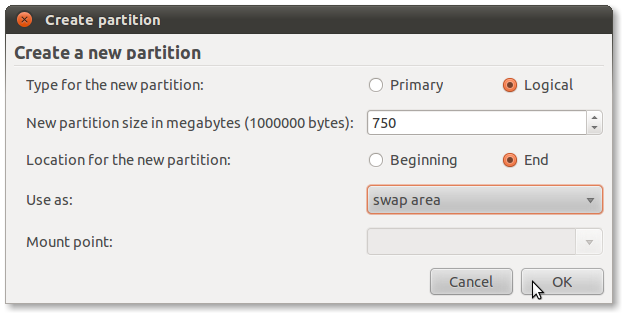 Create partition
Create a new partition
Type for the new partition: Primary Logical
New partition size in megabytes (1000000 bytes): 750
Location for the new partition: Beginning End
Use as: swap area
Mount point:
Cancel OK